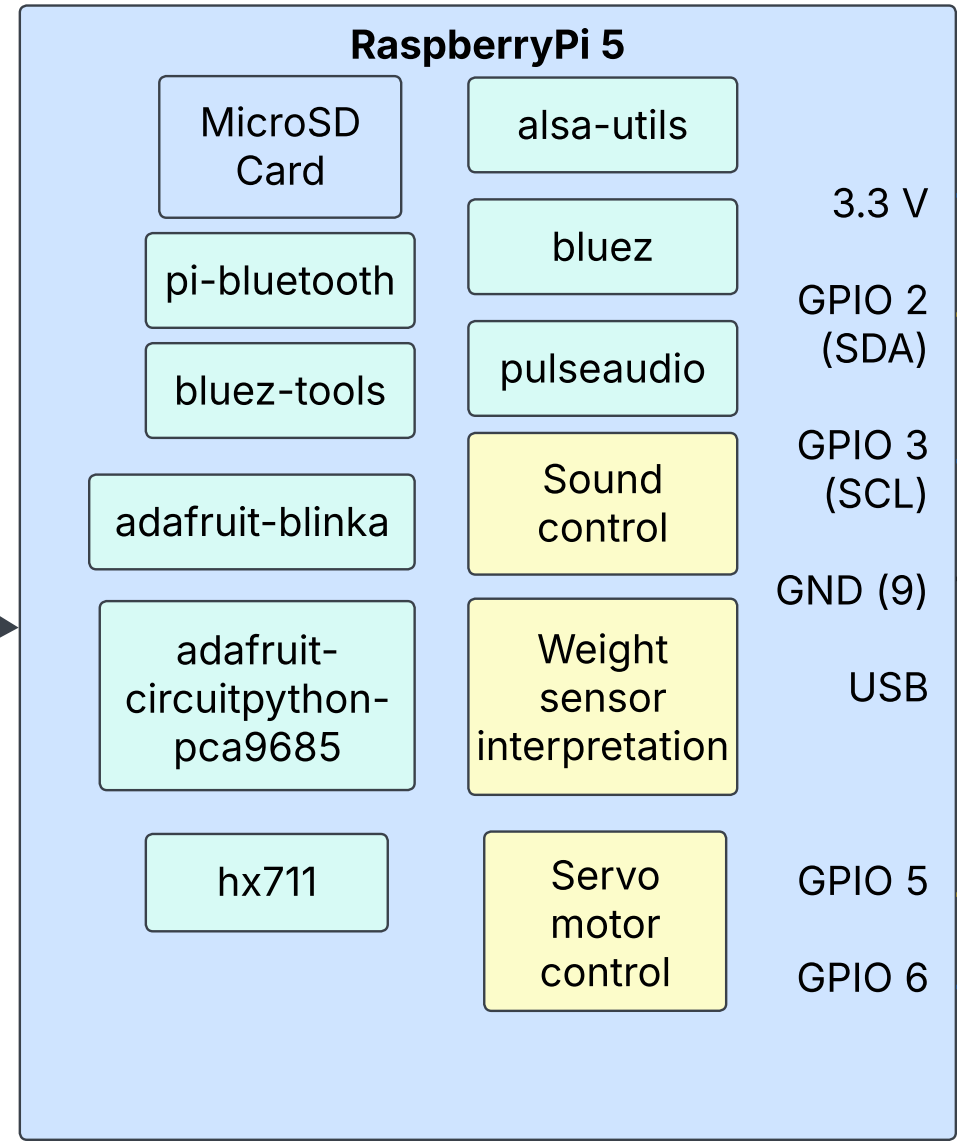 RaspberryPi 5
MicroSD
Card
pi-bluetooth
bluez-tools
adafruit-blinka
adafruit-
circuitpython-
pca9685
hx711
alsa-utils
bluez
pulseaudio
Sound
control
Weight
sensor
interpretation
Servo
motor
control
3.3 V
GPIO 2
(SDA)
GPIO 3
(SCL)
GND (9)
USB
GPIO 5
GPIO 6